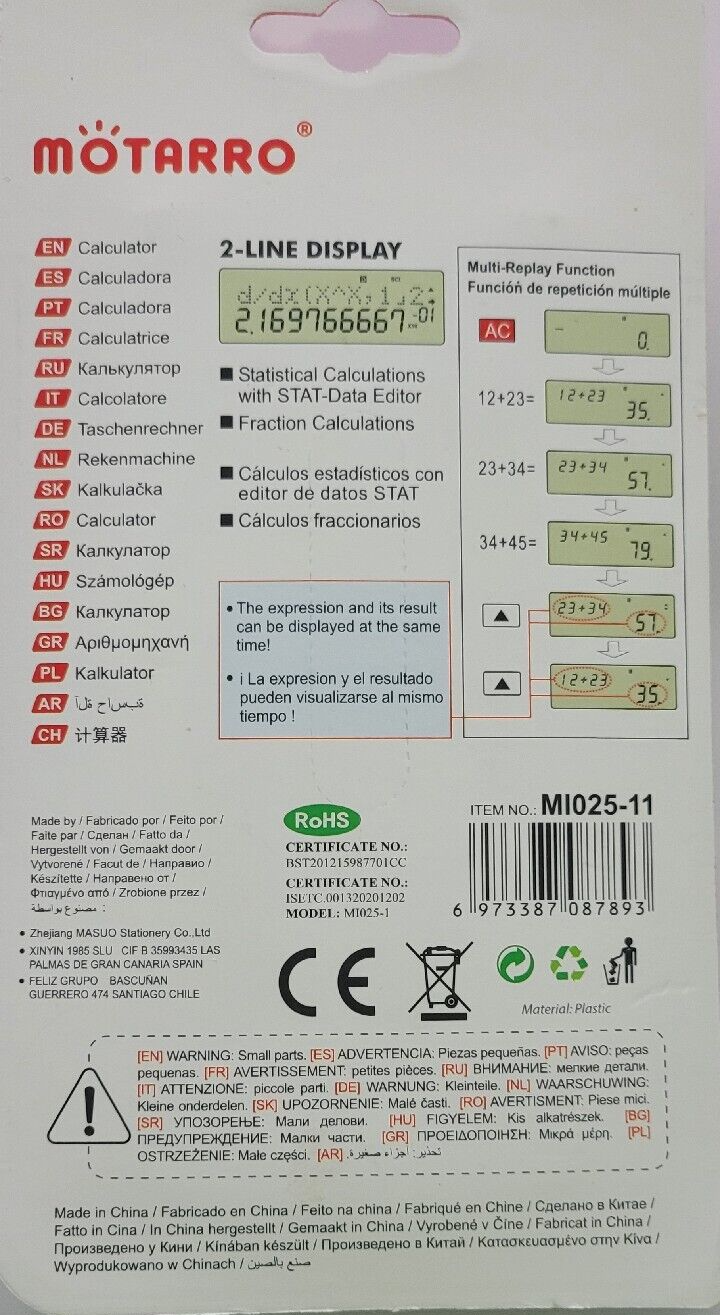 MOTARRO®
EN Calculator
ES Calculadora
PT Calculadora
FR Calculatrice
RU Калькулятор
IT Calcolatore
DE Taschenrechner
NL Rekenmachine
SK Kalkulačka
RO Calculator
SR Калкулатор
HU Számológép
BG Калкулатор
GR Αριθμομηχανή
PL Kalkulator
AR آلة حاسبة
CH 计算器
2-LINE DISPLAY
d/dx(X^X,1⌟2
2.169766667-01
■ Statistical Calculations
with STAT-Data Editor
■ Fraction Calculations
■ Cálculos estadísticos con
editor de datos STAT
■ Cálculos fraccionarios
• The expression and its result
can be displayed at the same
time!
• ¡ La expresion y el resultado
pueden visualizarse al mismo
tiempo !
Multi-Replay Function
Función de repetición múltiple
AC 0.
12+23= 12+23 35.
23+34= 23+34 57.
34+45= 34+45 79.
▲ 23+34 57.
▲ 12+23 35.
Made by / Fabricado por / Feito por /
Faite par / Сделан / Fatto da /
Hergestellt von / Gemaakt door /
Vytvorené / Facut de / Направио /
Készítette / Направено от /
Φτιαγμένο από / Zrobione przez /
مصنوع بواسطة :
• Zhejiang MASUO Stationery Co.,Ltd
• XINYIN 1985 SLU CIF B 35993435 LAS
PALMAS DE GRAN CANARIA SPAIN
• FELIZ GRUPO BASCUÑAN
GUERRERO 474 SANTIAGO CHILE
RoHS
CERTIFICATE NO.:
BST201215987701CC
CERTIFICATE NO.:
ISETC.001320201202
MODEL: MI025-1
ITEM NO.: MI025-11
6 973387 087893
CE
Material: Plastic
[EN] WARNING: Small parts. [ES] ADVERTENCIA: Piezas pequeñas. [PT] AVISO: peças
pequenas. [FR] AVERTISSEMENT: petites pièces. [RU] ВНИМАНИЕ: мелкие детали.
[IT] ATTENZIONE: piccole parti. [DE] WARNUNG: Kleinteile. [NL] WAARSCHUWING:
Kleine onderdelen. [SK] UPOZORNENIE: Malé časti. [RO] AVERTISMENT: Piese mici.
[SR] УПОЗОРЕЊЕ: Мали делови. [HU] FIGYELEM: Kis alkatrészek. [BG]
ПРЕДУПРЕЖДЕНИЕ: Малки части. [GR] ΠΡΟΕΙΔΟΠΟΙΗΣΗ: Μικρά μέρη. [PL]
OSTRZEŻENIE: Małe części. [AR] تحذير: أجزاء صغيرة.
Made in China / Fabricado en China / Feito na china / Fabriqué en Chine / Сделано в Китае /
Fatto in Cina / In China hergestellt / Gemaakt in China / Vyrobené v Číne / Fabricat in China /
Произведено у Кини / Kínában készült / Произведено в Китай / Κατασκευασμένο στην Κίνα /
Wyprodukowano w Chinach / صنع بالصين